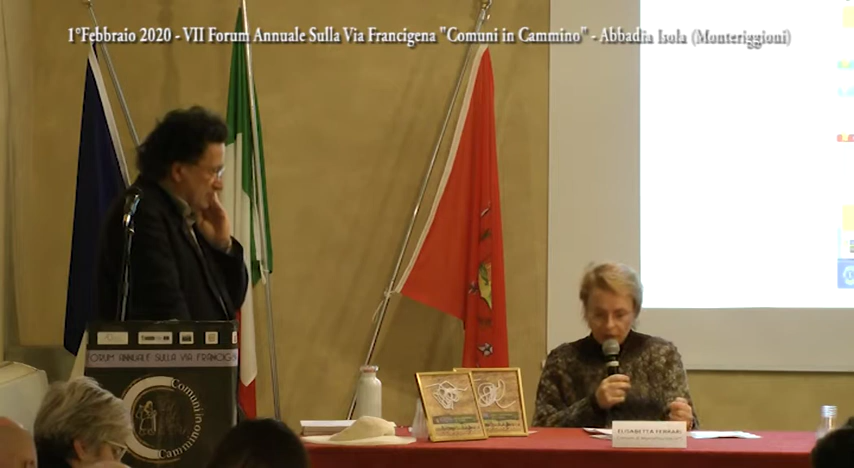 1°Febbraio 2020 - VII Forum Annuale Sulla Via Francigena "Comuni in Cammino" - Abbadia Isola (Monteriggioni)
FORUM ANNUALE SULLA VIA FRANCIGE
Comuni in Cammino
ELISABETTA FERRARI